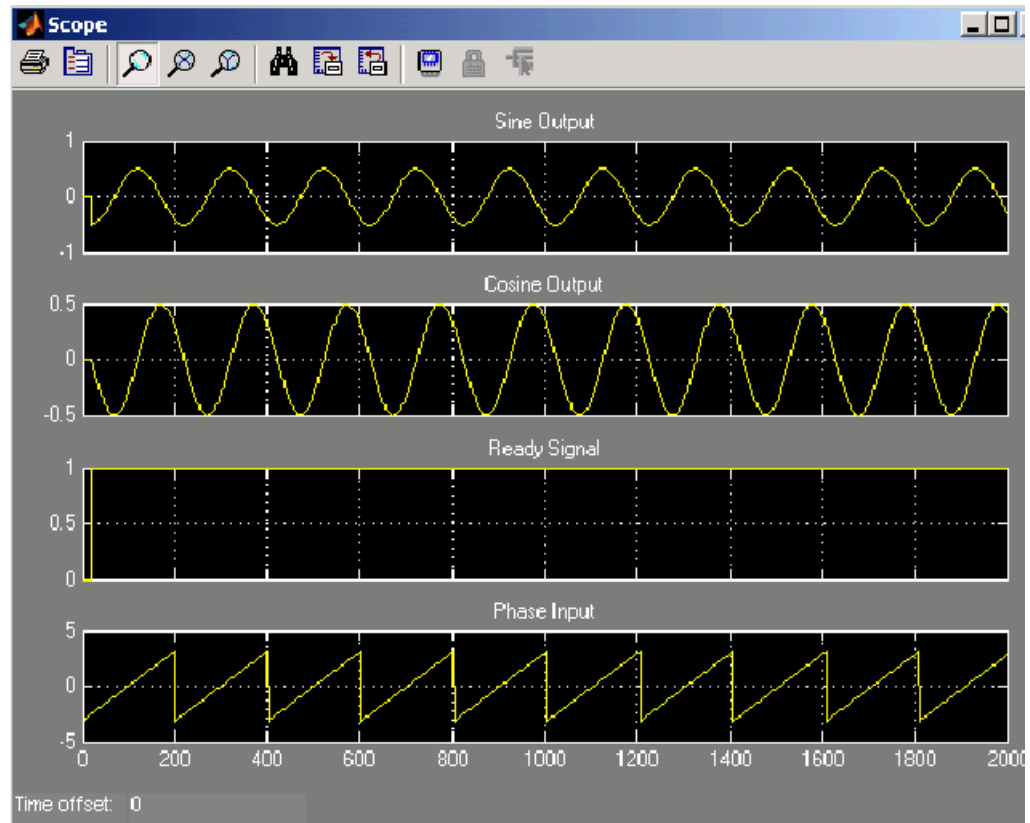 Scope
Sine Output
1
0
-1
Cosine Output
0.5
0
-0.5
Ready Signal
1
0.5
0
Phase Input
5
0
-5
0 200 400 600 800 1000 1200 1400 1600 1800 2000
Time offset: 0